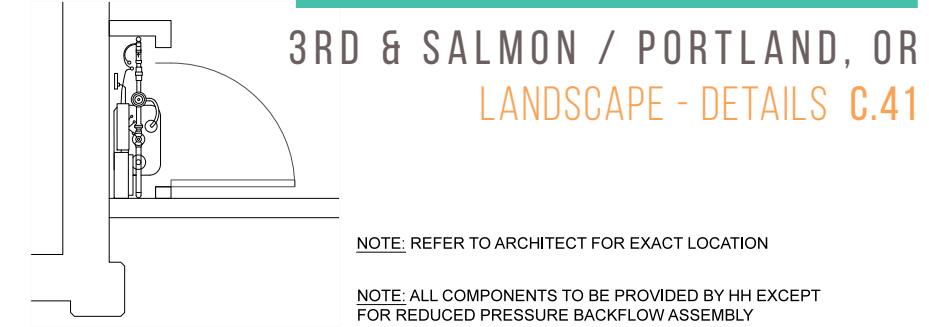 3RD & SALMON / PORTLAND, OR
LANDSCAPE - DETAILS C.41
NOTE: REFER TO ARCHITECT FOR EXACT LOCATION
NOTE: ALL COMPONENTS TO BE PROVIDED BY HH EXCEPT
FOR REDUCED PRESSURE BACKFLOW ASSEMBLY